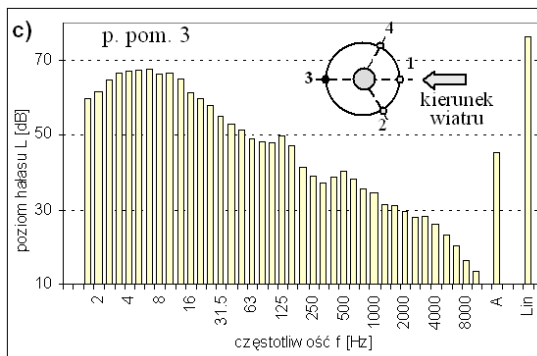 c)
p. pom. 3
4
3
1
2
kierunek
wiatru
poziom hałasu L [dB]
70
50
30
10
2
4
8
16
31.5
63
125
250
500
1000
2000
4000
8000
A
Lin
częstotliw ość f [Hz]